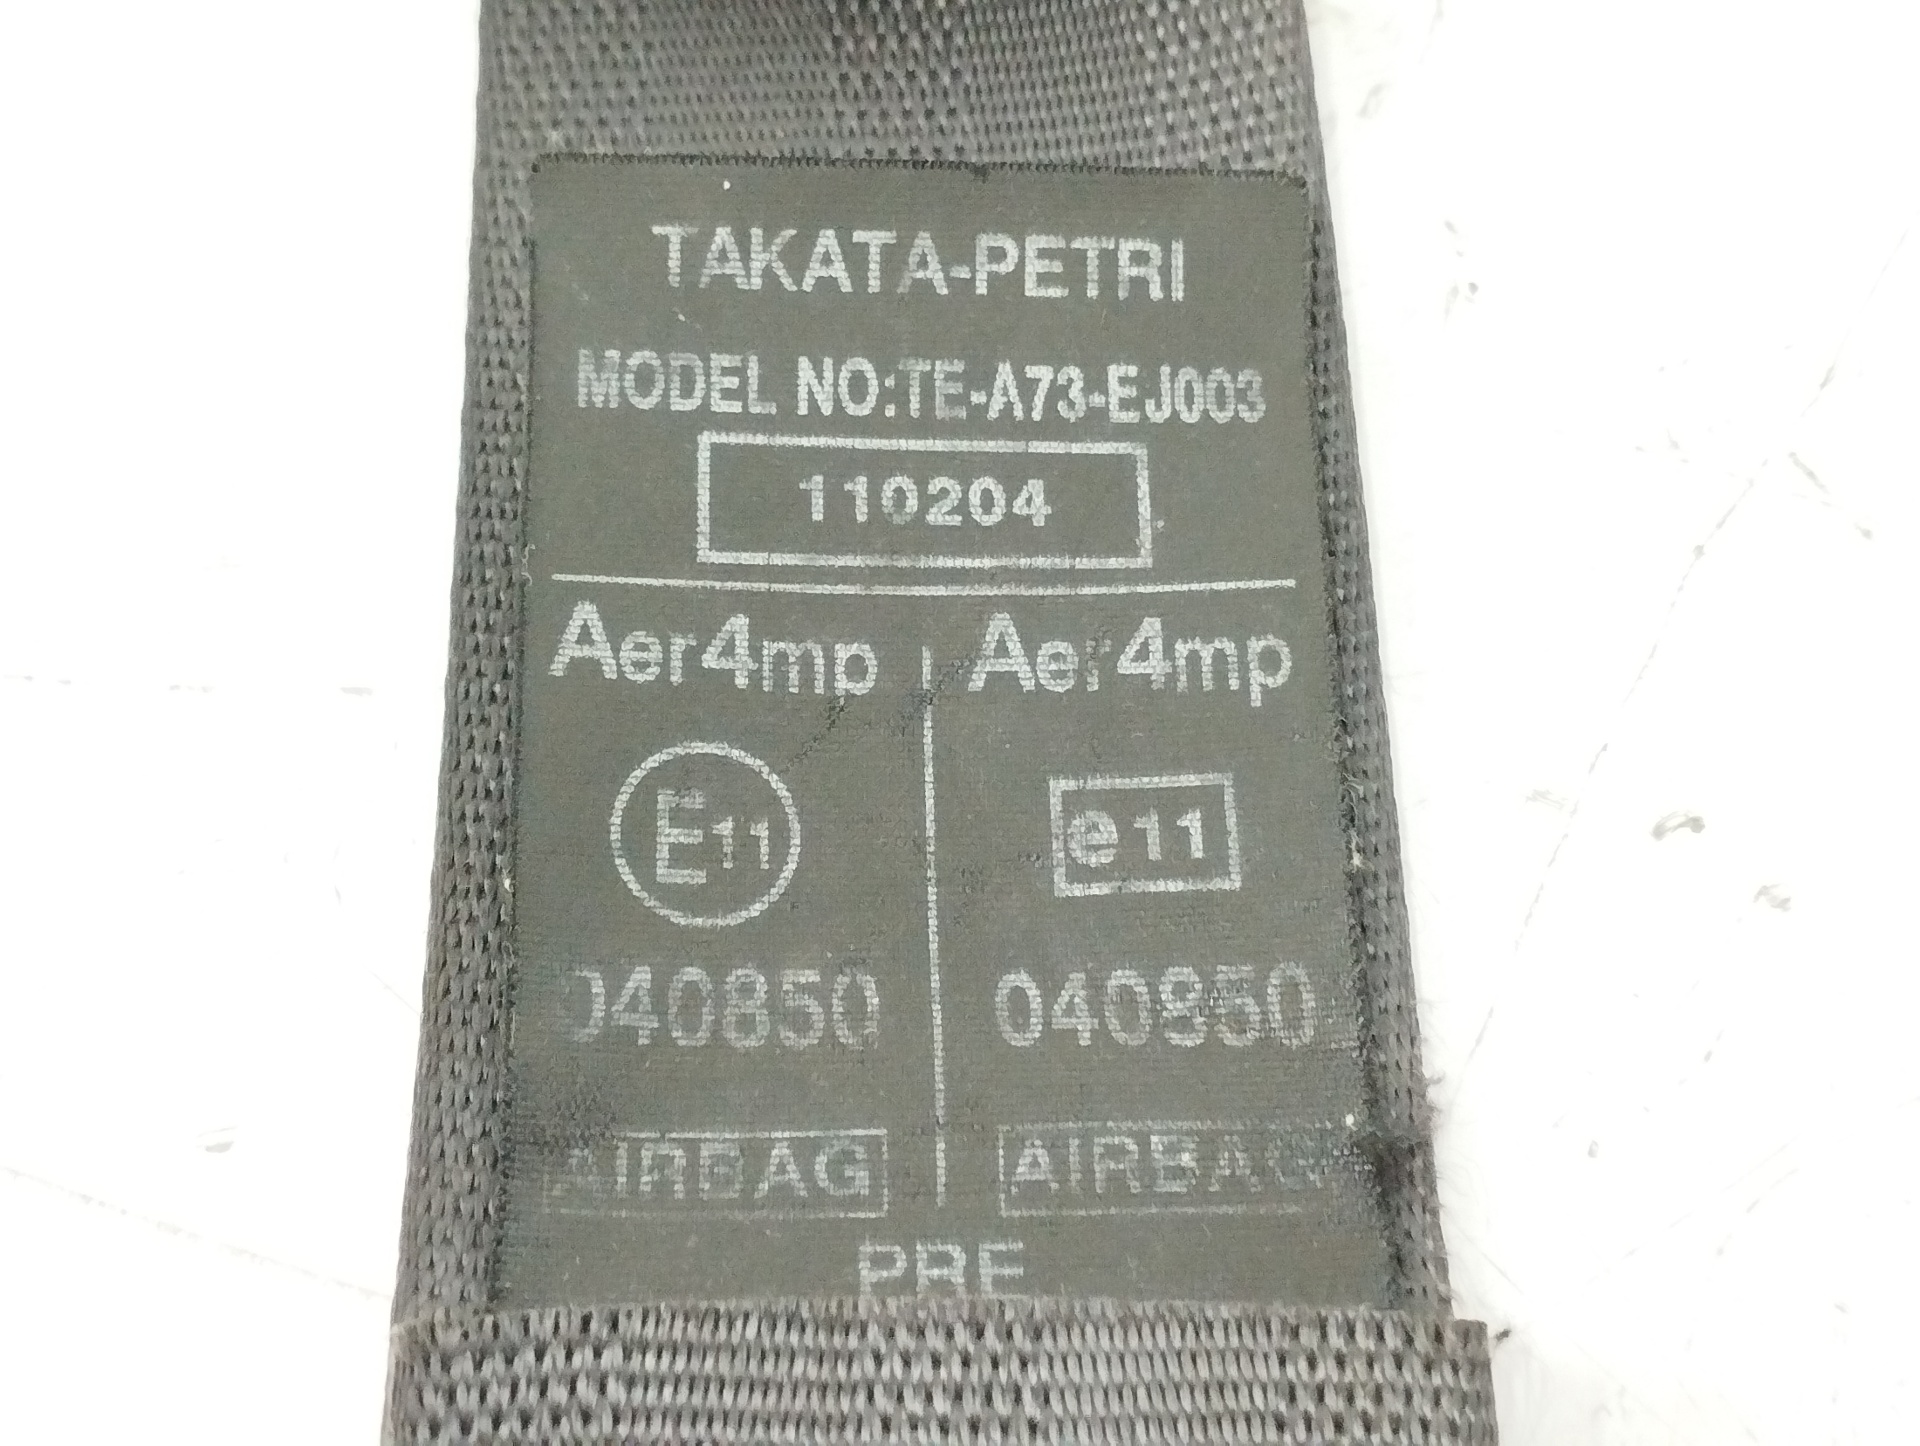 TAKATA-PETRI
MODEL NO:TE-A73-EJ003
110204
Aer4mp Aer4mp
E11 e11
040850 040850
AIRBAG AIRBAG
PRE